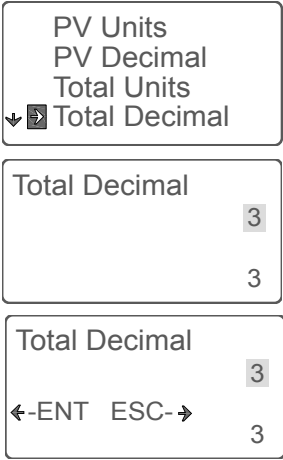 PV Units
PV Decimal
Total Units
Total Decimal
Total Decimal
3
3
Total Decimal
3
-ENT ESC-
3